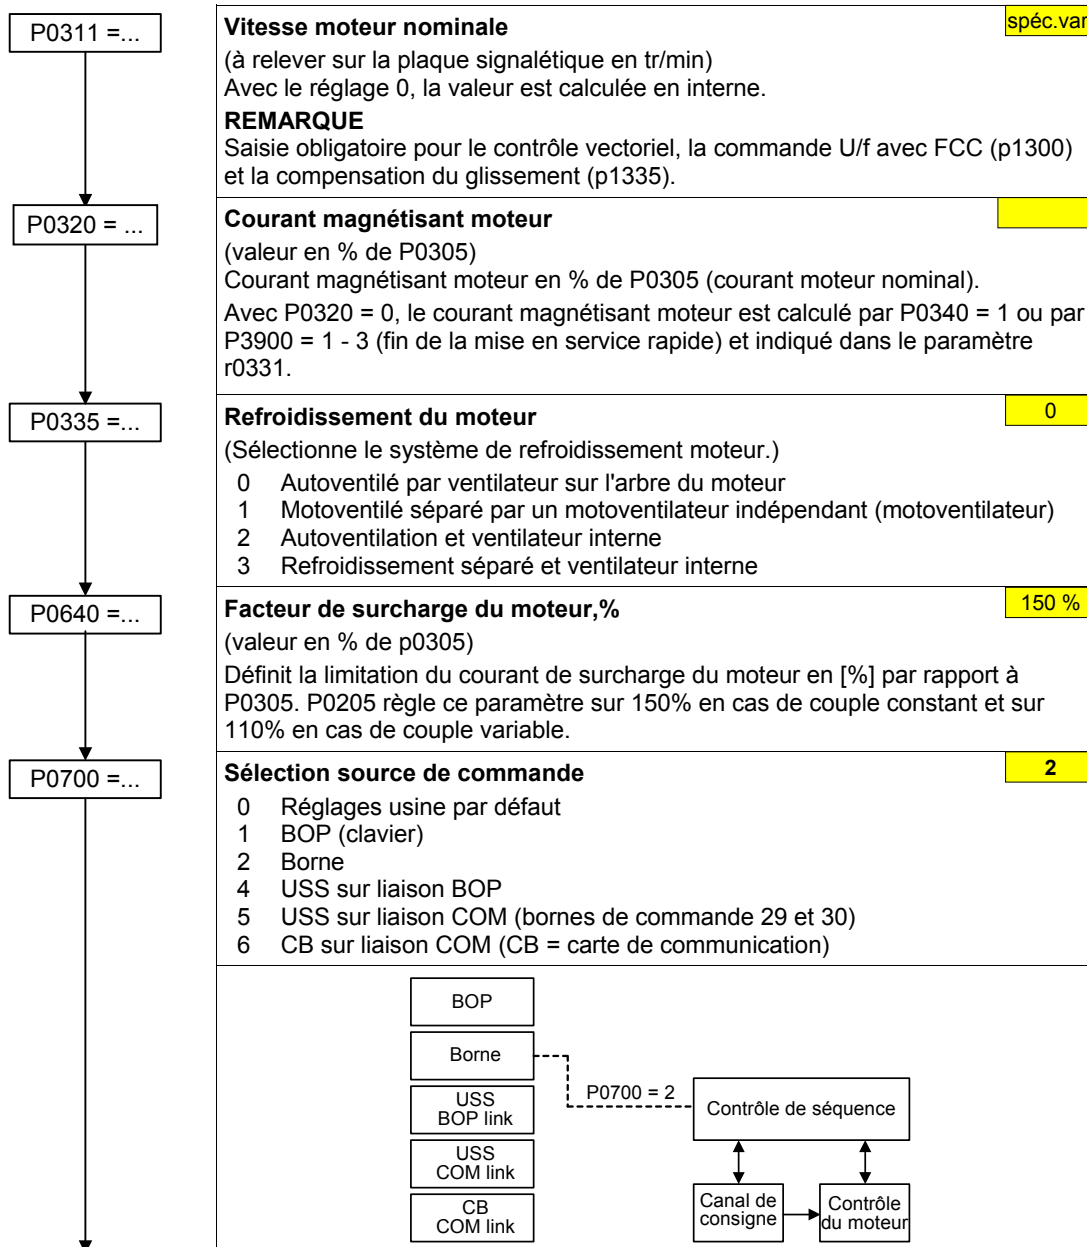 P0311 =...
Vitesse moteur nominale
spéc.var
(à relever sur la plaque signalétique en tr/min)
Avec le réglage 0, la valeur est calculée en interne.
REMARQUE
Saisie obligatoire pour le contrôle vectoriel, la commande U/f avec FCC (p1300)
et la compensation du glissement (p1335).
P0320 = ...
Courant magnétisant moteur
(valeur en % de P0305)
Courant magnétisant moteur en % de P0305 (courant moteur nominal).
Avec P0320 = 0, le courant magnétisant moteur est calculé par P0340 = 1 ou par
P3900 = 1 - 3 (fin de la mise en service rapide) et indiqué dans le paramètre
r0331.
P0335 =...
Refroidissement du moteur
0
(Sélectionne le système de refroidissement moteur.)
0 Autoventilé par ventilateur sur l'arbre du moteur
1 Motoventilé séparé par un motoventilateur indépendant (motoventilateur)
2 Autoventilation et ventilateur interne
3 Refroidissement séparé et ventilateur interne
P0640 =...
Facteur de surcharge du moteur,%
150 %
(valeur en % de p0305)
Définit la limitation du courant de surcharge du moteur en [%] par rapport à
P0305. P0205 règle ce paramètre sur 150% en cas de couple constant et sur
110% en cas de couple variable.
P0700 =...
Sélection source de commande
2
0 Réglages usine par défaut
1 BOP (clavier)
2 Borne
4 USS sur liaison BOP
5 USS sur liaison COM (bornes de commande 29 et 30)
6 CB sur liaison COM (CB = carte de communication)
BOP
Borne
USS
BOP link
P0700 = 2
Contrôle de séquence
USS
COM link
CB
COM link
Canal de
consigne
Contrôle
du moteur